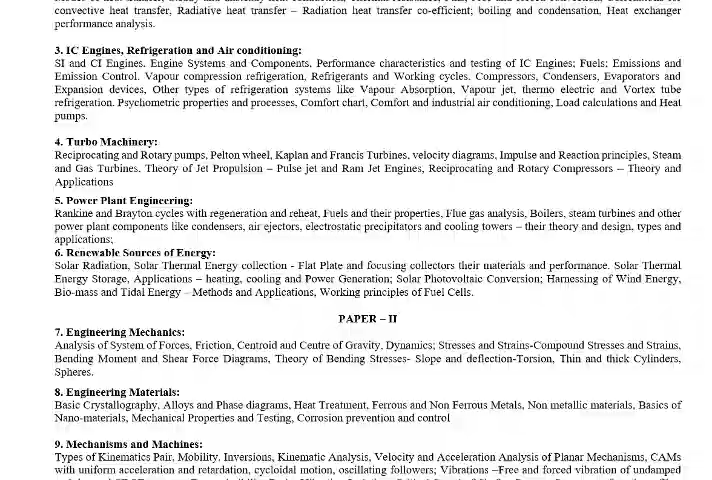 convective heat transfer, Radiative heat transfer – Radiation heat transfer co-efficient; boiling and condensation, Heat exchanger
performance analysis.
3. IC Engines, Refrigeration and Air conditioning:
SI and CI Engines, Engine Systems and Components, Performance characteristics and testing of IC Engines; Fuels; Emissions and
Emission Control. Vapour compression refrigeration, Refrigerants and Working cycles. Compressors, Condensers, Evaporators and
Expansion devices, Other types of refrigeration systems like Vapour Absorption, Vapour jet, thermo electric and Vortex tube
refrigeration. Psychometric properties and processes, Comfort chart, Comfort and industrial air conditioning, Load calculations and Heat
pumps.
4. Turbo Machinery:
Reciprocating and Rotary pumps, Pelton wheel, Kaplan and Francis Turbines, velocity diagrams, Impulse and Reaction principles, Steam
and Gas Turbines. Theory of Jet Propulsion – Pulse jet and Ram Jet Engines, Reciprocating and Rotary Compressors – Theory and
Applications
5. Power Plant Engineering:
Rankine and Brayton cycles with regeneration and reheat, Fuels and their properties, Flue gas analysis, Boilers, steam turbines and other
power plant components like condensers, air ejectors, electrostatic precipitators and cooling towers – their theory and design, types and
applications;
6. Renewable Sources of Energy:
Solar Radiation, Solar Thermal Energy collection - Flat Plate and focusing collectors their materials and performance. Solar Thermal
Energy Storage, Applications – heating, cooling and Power Generation; Solar Photovoltaic Conversion; Harnessing of Wind Energy,
Bio-mass and Tidal Energy – Methods and Applications, Working principles of Fuel Cells.
PAPER – II
7. Engineering Mechanics:
Analysis of System of Forces, Friction, Centroid and Centre of Gravity, Dynamics; Stresses and Strains-Compound Stresses and Strains,
Bending Moment and Shear Force Diagrams, Theory of Bending Stresses- Slope and deflection-Torsion, Thin and thick Cylinders,
Spheres.
8. Engineering Materials:
Basic Crystallography, Alloys and Phase diagrams, Heat Treatment, Ferrous and Non Ferrous Metals, Non metallic materials, Basics of
Nano-materials, Mechanical Properties and Testing, Corrosion prevention and control
9. Mechanisms and Machines:
Types of Kinematics Pair, Mobility, Inversions, Kinematic Analysis, Velocity and Acceleration Analysis of Planar Mechanisms, CAMs
with uniform acceleration and retardation, cycloidal motion, oscillating followers; Vibrations –Free and forced vibration of undamped